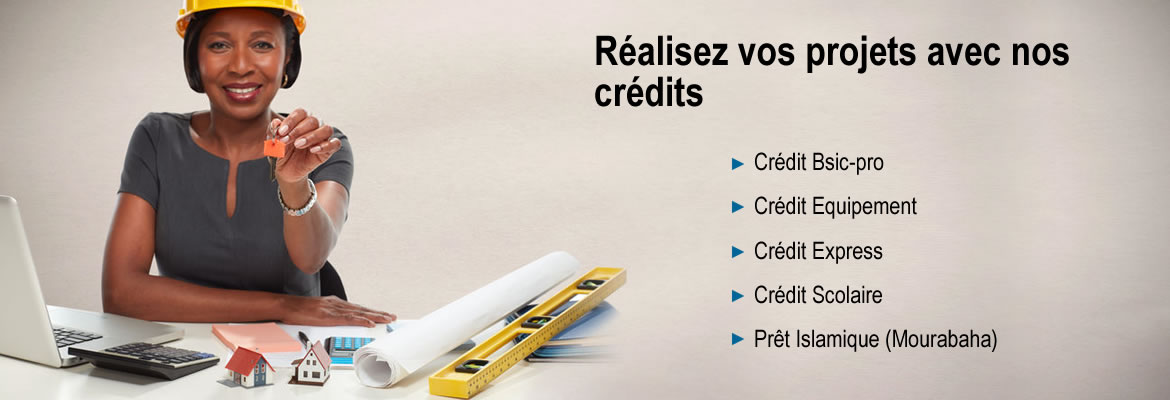 Réalisez vos projets avec nos
crédits
Crédit Bsic-pro
Crédit Equipement
Crédit Express
Crédit Scolaire
Prêt Islamique (Mourabaha)